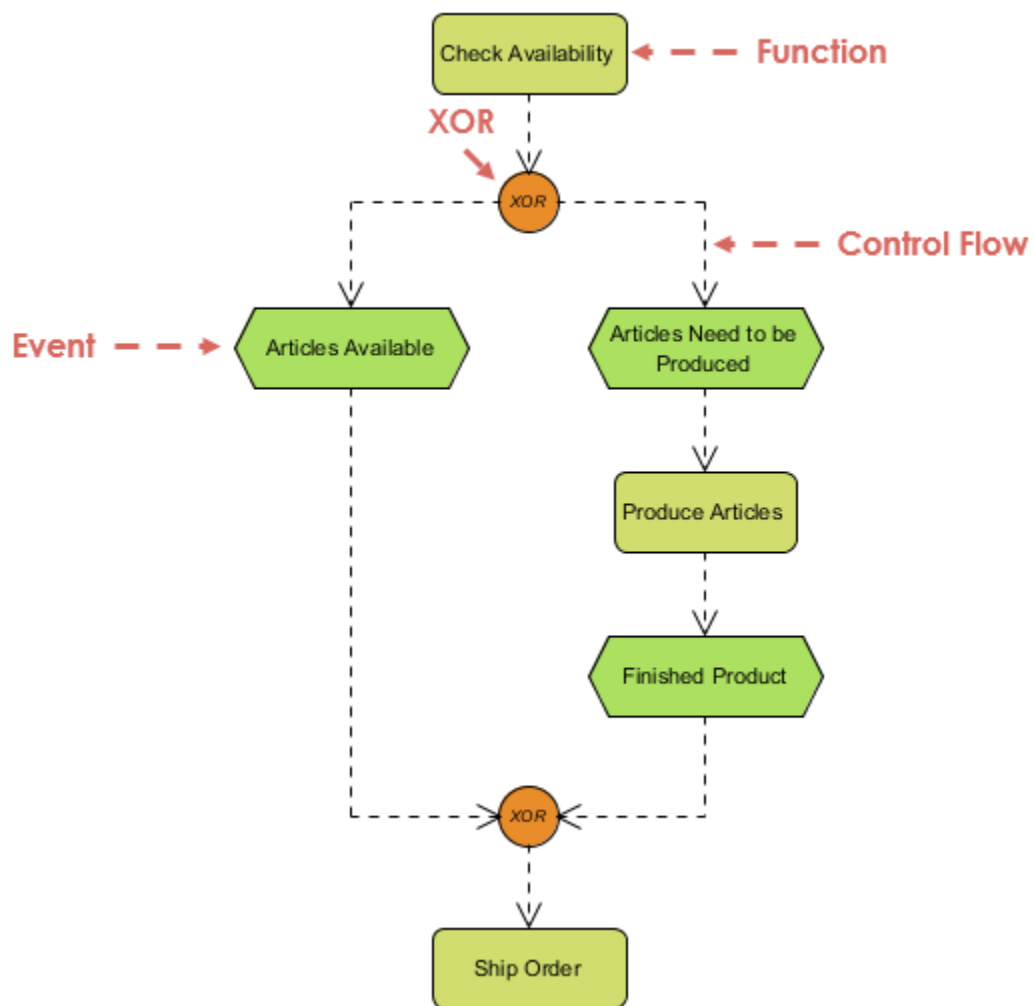 Check Availability
Function
XOR
XOR
Control Flow
Event
Articles Available
Articles Need to be
Produced
Produce Articles
Finished Product
XOR
Ship Order